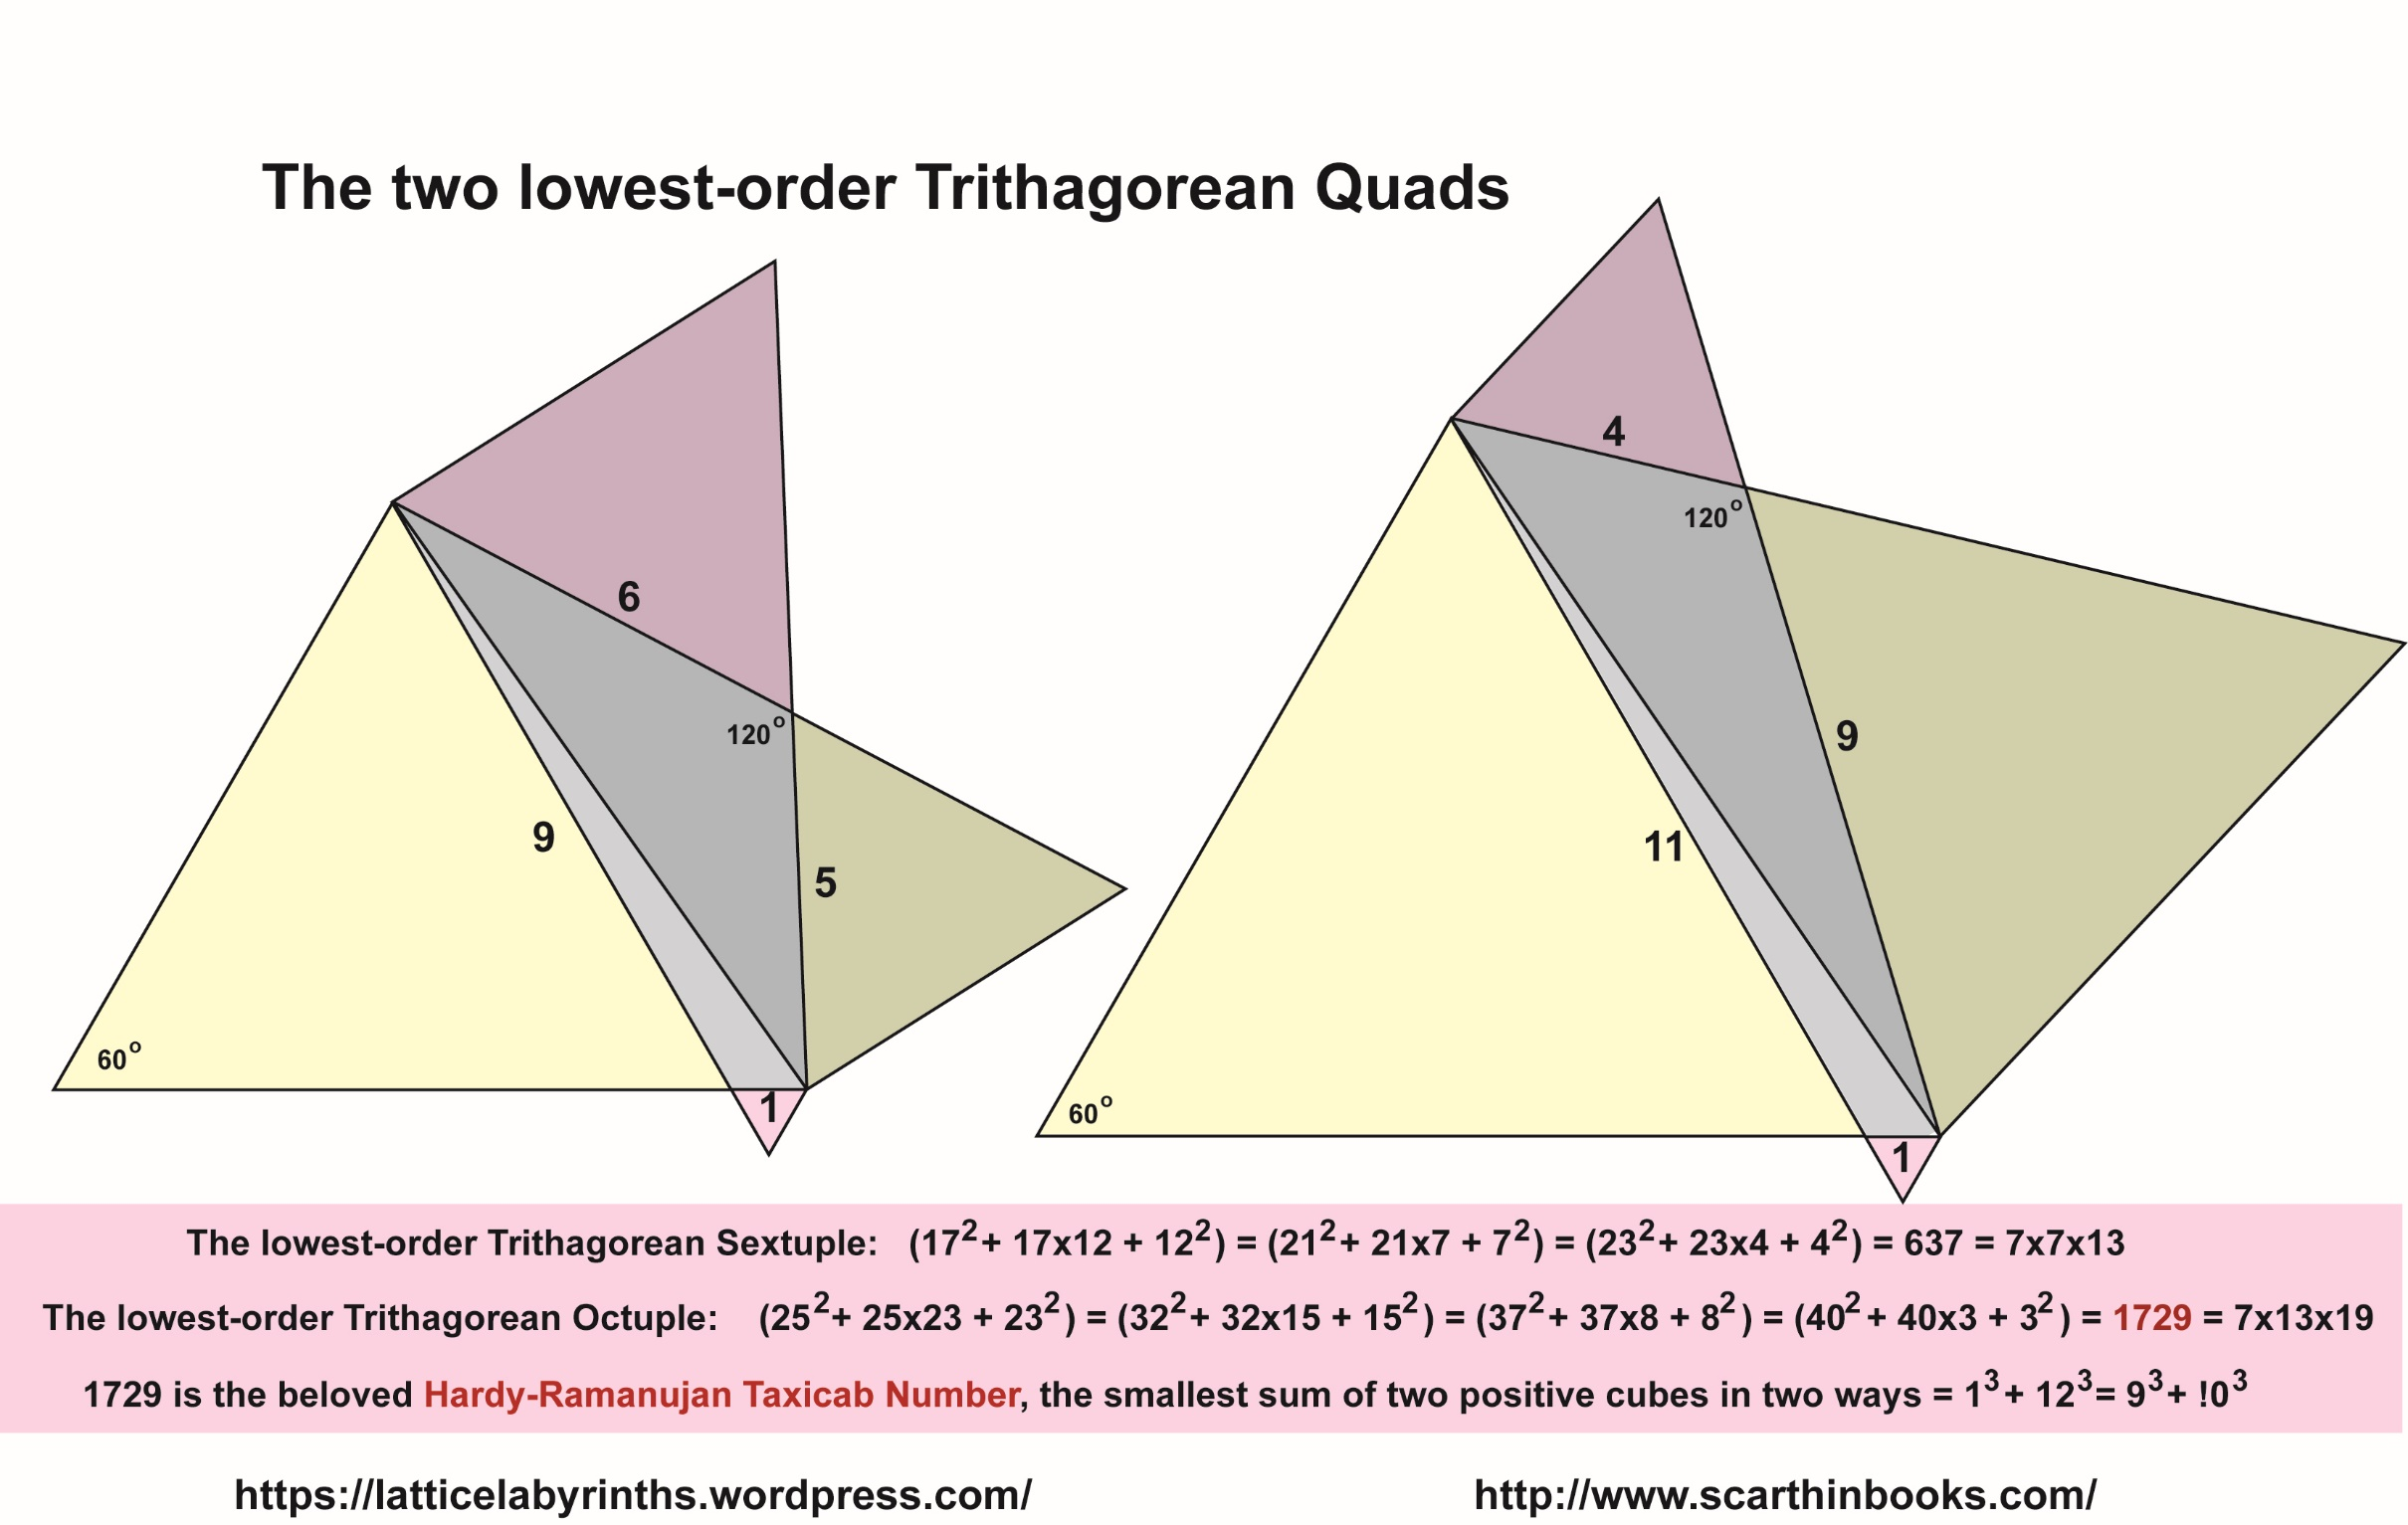 The two lowest-order Trithagorean Quads
4
120°
6
9
120°
11
9
5
60°
1
60°
1
The lowest-order Trithagorean Sextuple: (17²+ 17x12 + 12²) = (21²+ 21x7 + 7²) = (23²+ 23x4 + 4²) = 637 = 7x7x13
The lowest-order Trithagorean Octuple: (25²+ 25x23 + 23²) = (32²+ 32x15 + 15²) = (37²+ 37x8 + 8²) = (40²+ 40x3 + 3²) = 1729 = 7x13x19
1729 is the beloved Hardy-Ramanujan Taxicab Number, the smallest sum of two positive cubes in two ways = 1³+ 12³= 9³+ !0³
https://latticelabyrinths.wordpress.com/
http://www.scarthinbooks.com/